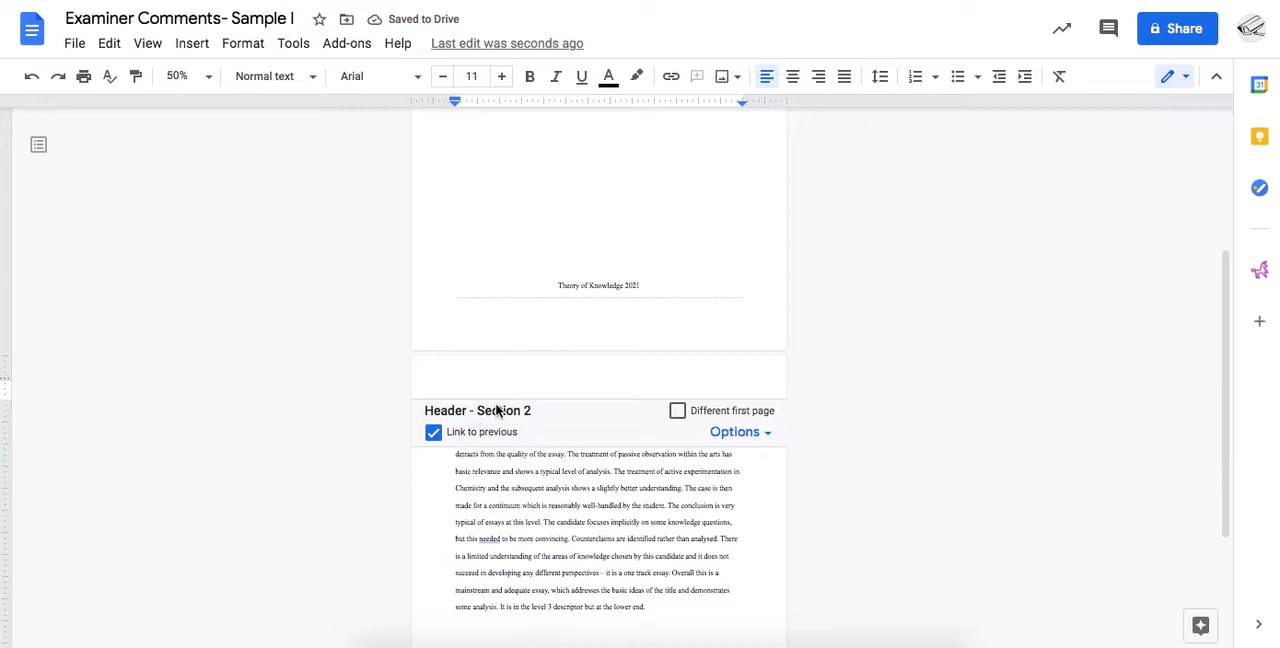 Examiner Comments- Sample I
Saved to Drive
File Edit View Insert Format Tools Add-ons Help Last edit was seconds ago
Share
50% Normal text Arial 11
31
Theory of Knowledge 2021
Header - Section 2
Different first page
Link to previous
Options
detracts from the quality of the essay. The treatment of passive observation within the arts has
basic relevance and shows a typical level of analysis. The treatment of active experimentation in
Chemistry and the subsequent analysis shows a slightly better understanding. The case is then
made for a continuum which is reasonably well-handled by the student. The conclusion is very
typical of essays at this level. The candidate focuses implicitly on some knowledge questions,
but this needed to be more convincing. Counterclaims are identified rather than analysed. There
is a limited understanding of the areas of knowledge chosen by this candidate and it does not
succeed in developing any different perspectives – it is a one track essay. Overall this is a
mainstream and adequate essay, which addresses the basic ideas of the title and demonstrates
some analysis. It is in the level 3 descriptor but at the lower end.